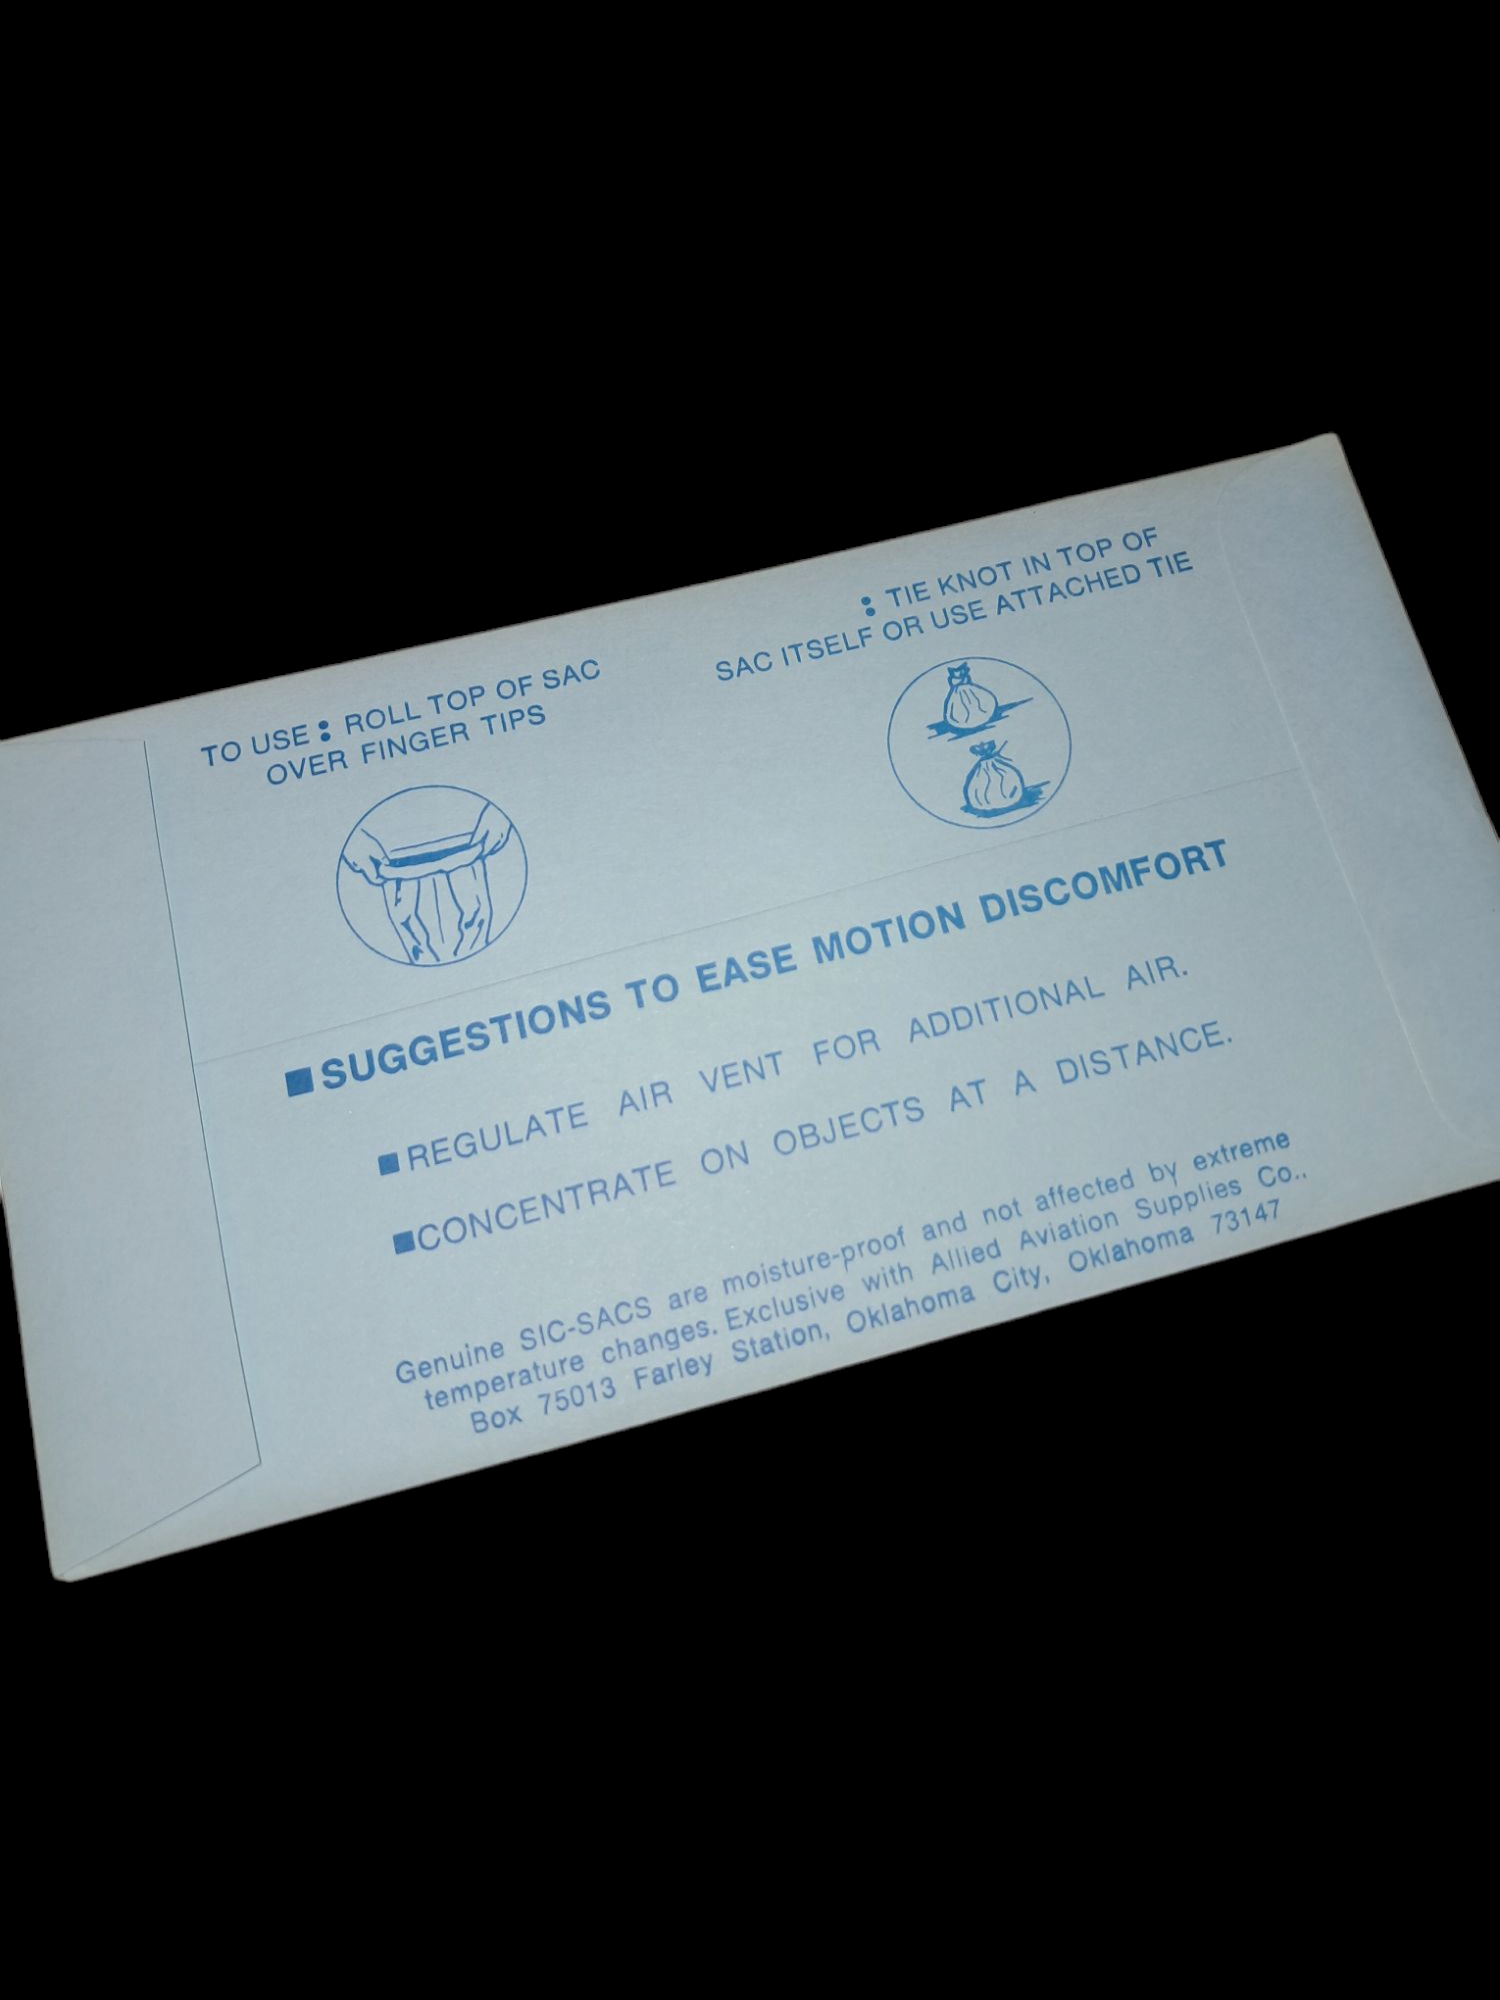 TO USE : ROLL TOP OF SAC
OVER FINGER TIPS
: TIE KNOT IN TOP OF
SAC ITSELF OR USE ATTACHED TIE
■ SUGGESTIONS TO EASE MOTION DISCOMFORT
■ REGULATE AIR VENT FOR ADDITIONAL AIR.
■ CONCENTRATE ON OBJECTS AT A DISTANCE.
Genuine SIC-SACS are moisture-proof and not affected by extreme
temperature changes. Exclusive with Allied Aviation Supplies Co..
Box 75013 Farley Station, Oklahoma City, Oklahoma 73147